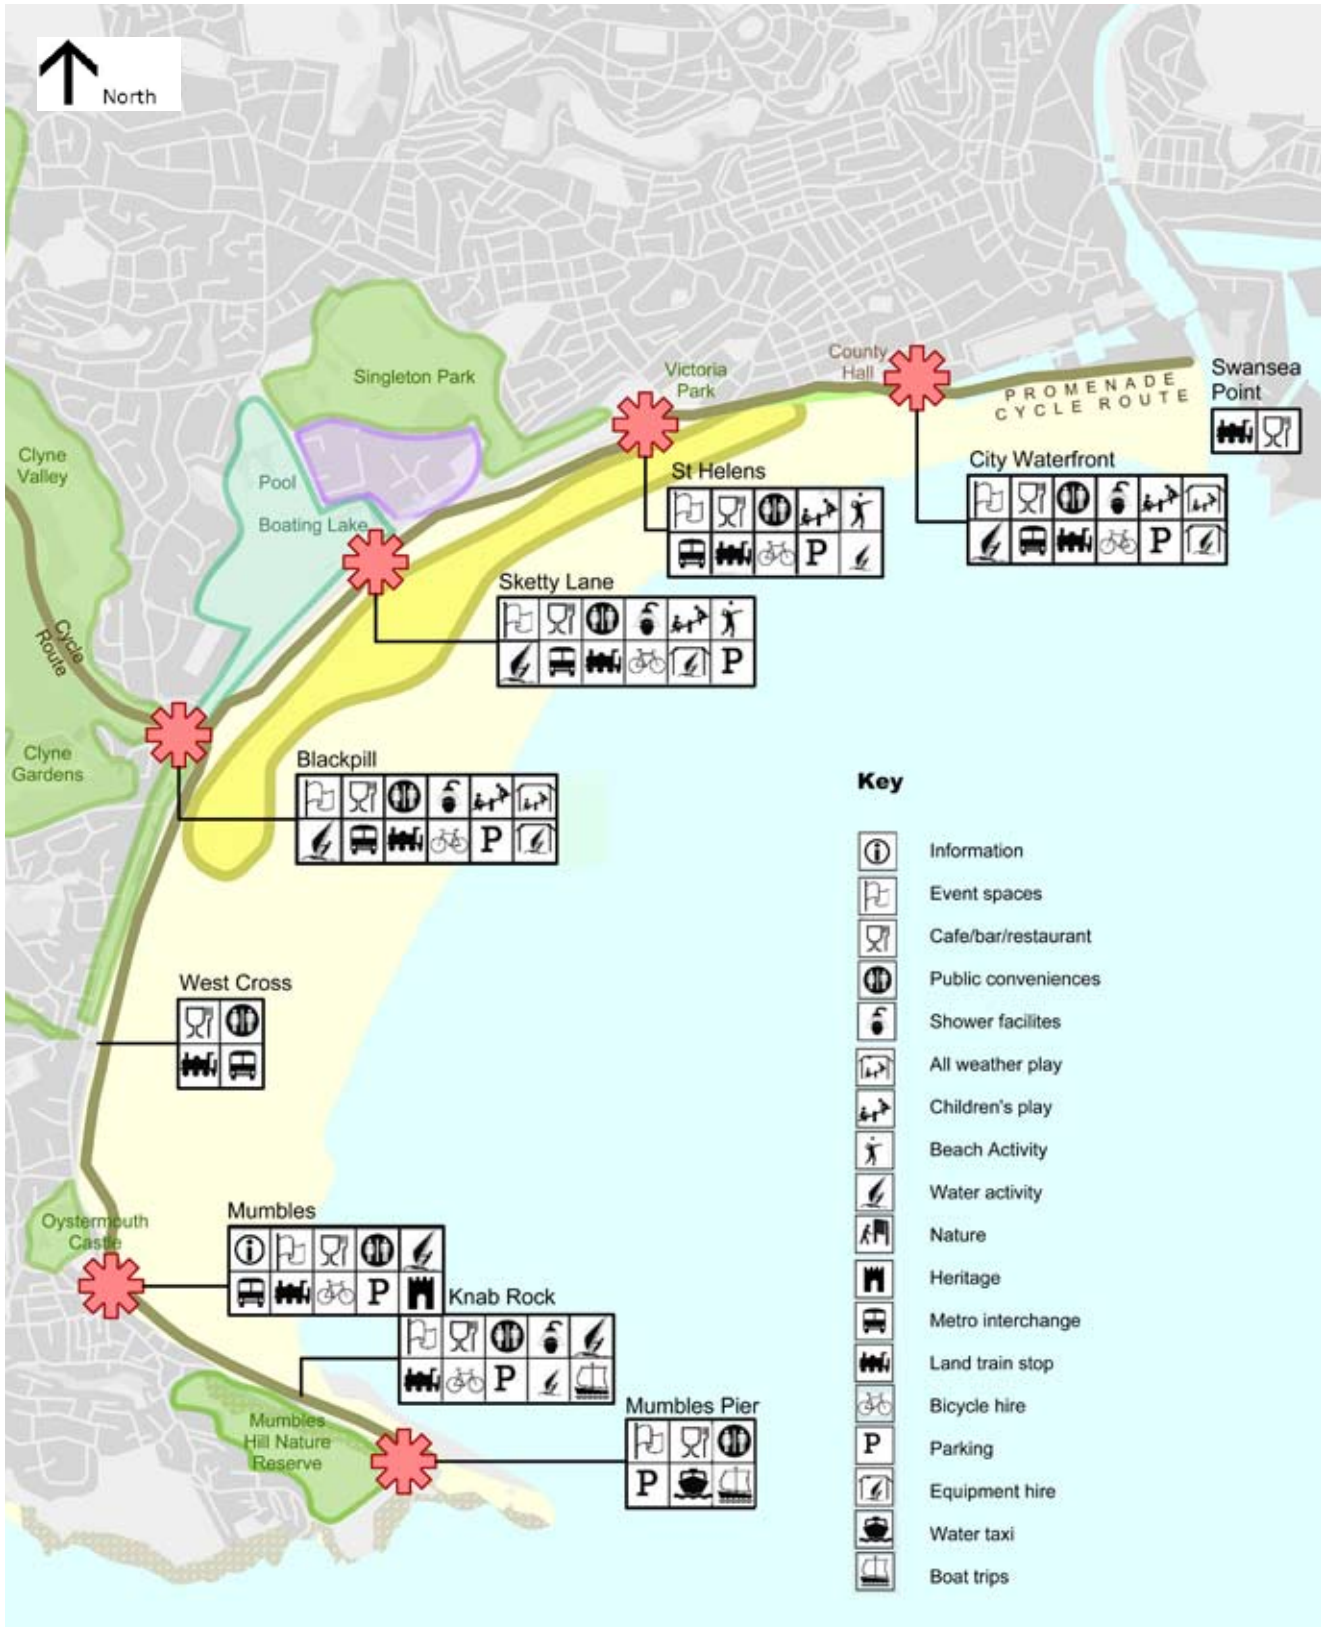 North
Singleton Park
Victoria
Park
County
Hall
PROMENADE
CYCLE ROUTE
Swansea
Point
Clyne
Valley
Pool
Boating Lake
St Helens
P
City Waterfront
P
Sketty Lane
P
Cycle
Route
Clyne
Gardens
Blackpill
P
West Cross
Oystermouth
Castle
Mumbles
i
P
Knab Rock
P
Mumbles
Hill Nature
Reserve
Mumbles Pier
P
Key
i Information
Event spaces
Cafe/bar/restaurant
Public conveniences
Shower facilites
All weather play
Children's play
Beach Activity
Water activity
Nature
Heritage
Metro interchange
Land train stop
Bicycle hire
P Parking
Equipment hire
Water taxi
Boat trips